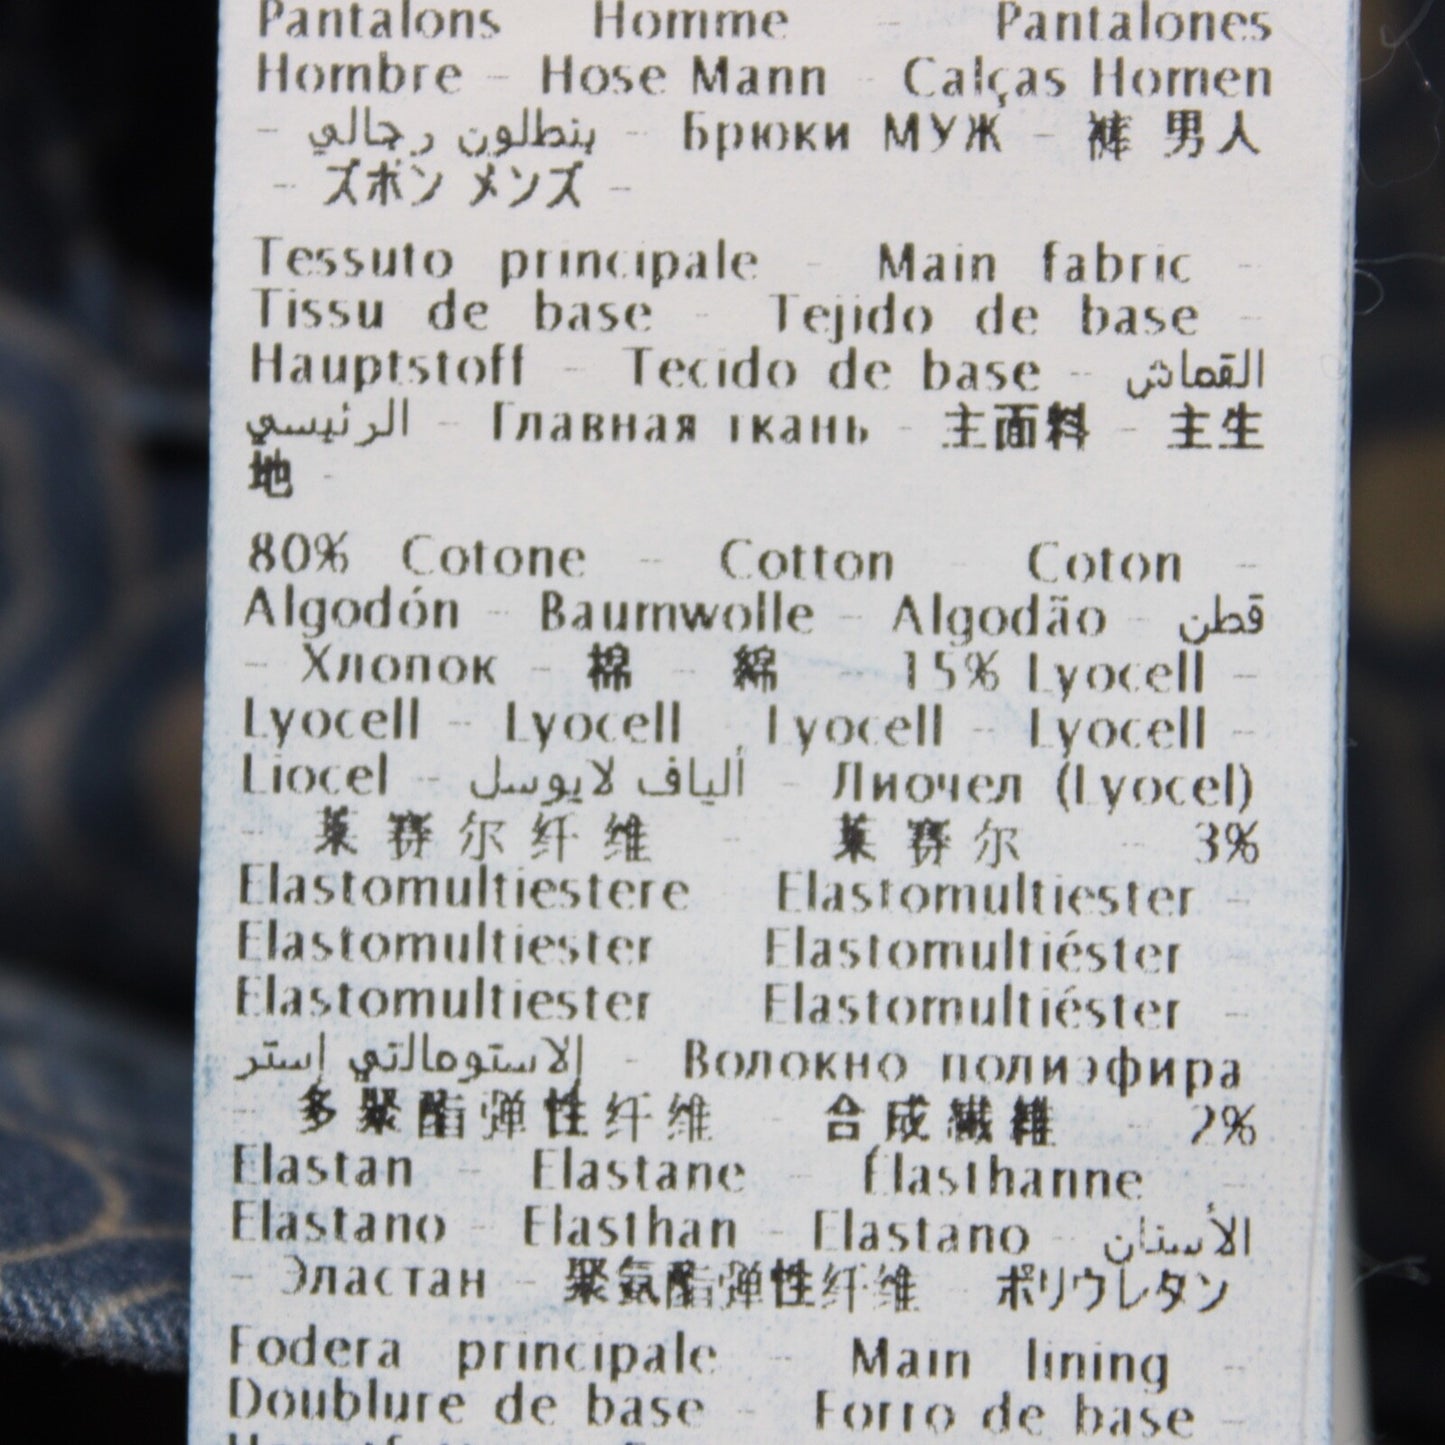 Pantalons Homme - Pantalones
Hombre - Hose Mann - Calças Homen
- بنطلون رجالي - Брюки МУЖ - 裤 男人
- ズボン メンズ -
Tessuto principale - Main fabric -
Tissu de base - Tejido de base -
Hauptstoff - Tecido de base - القماش
الرئيسي - Главная ткань - 主面料 - 主生
地 -
80% Cotone - Cotton - Coton -
Algodón - Baumwolle - Algodão - قطن
- Хлопок - 棉 - 綿 - 15% Lyocell -
Lyocell - Lyocell - Lyocell - Lyocell -
Liocel - ألياف لايوسل - Лиочел (Lyocel)
- 莱赛尔纤维 - 莱赛尔 - 3%
Elastomultiestere - Elastomultiester -
Elastomultiester - Elastomultiéster -
Elastomultiester - Elastomultiéster -
الاستومالتي إستر - Волокно полиэфира
- 多聚酯弹性纤维 - 合成繊維 - 2%
Elastan - Elastane - Élasthanne -
Elastano - Elasthan - Elastano - الأستان
- Эластан - 聚氨酯弹性纤维 - ポリウレタン
Fodera principale - Main lining -
Doublure de base - Forro de base -